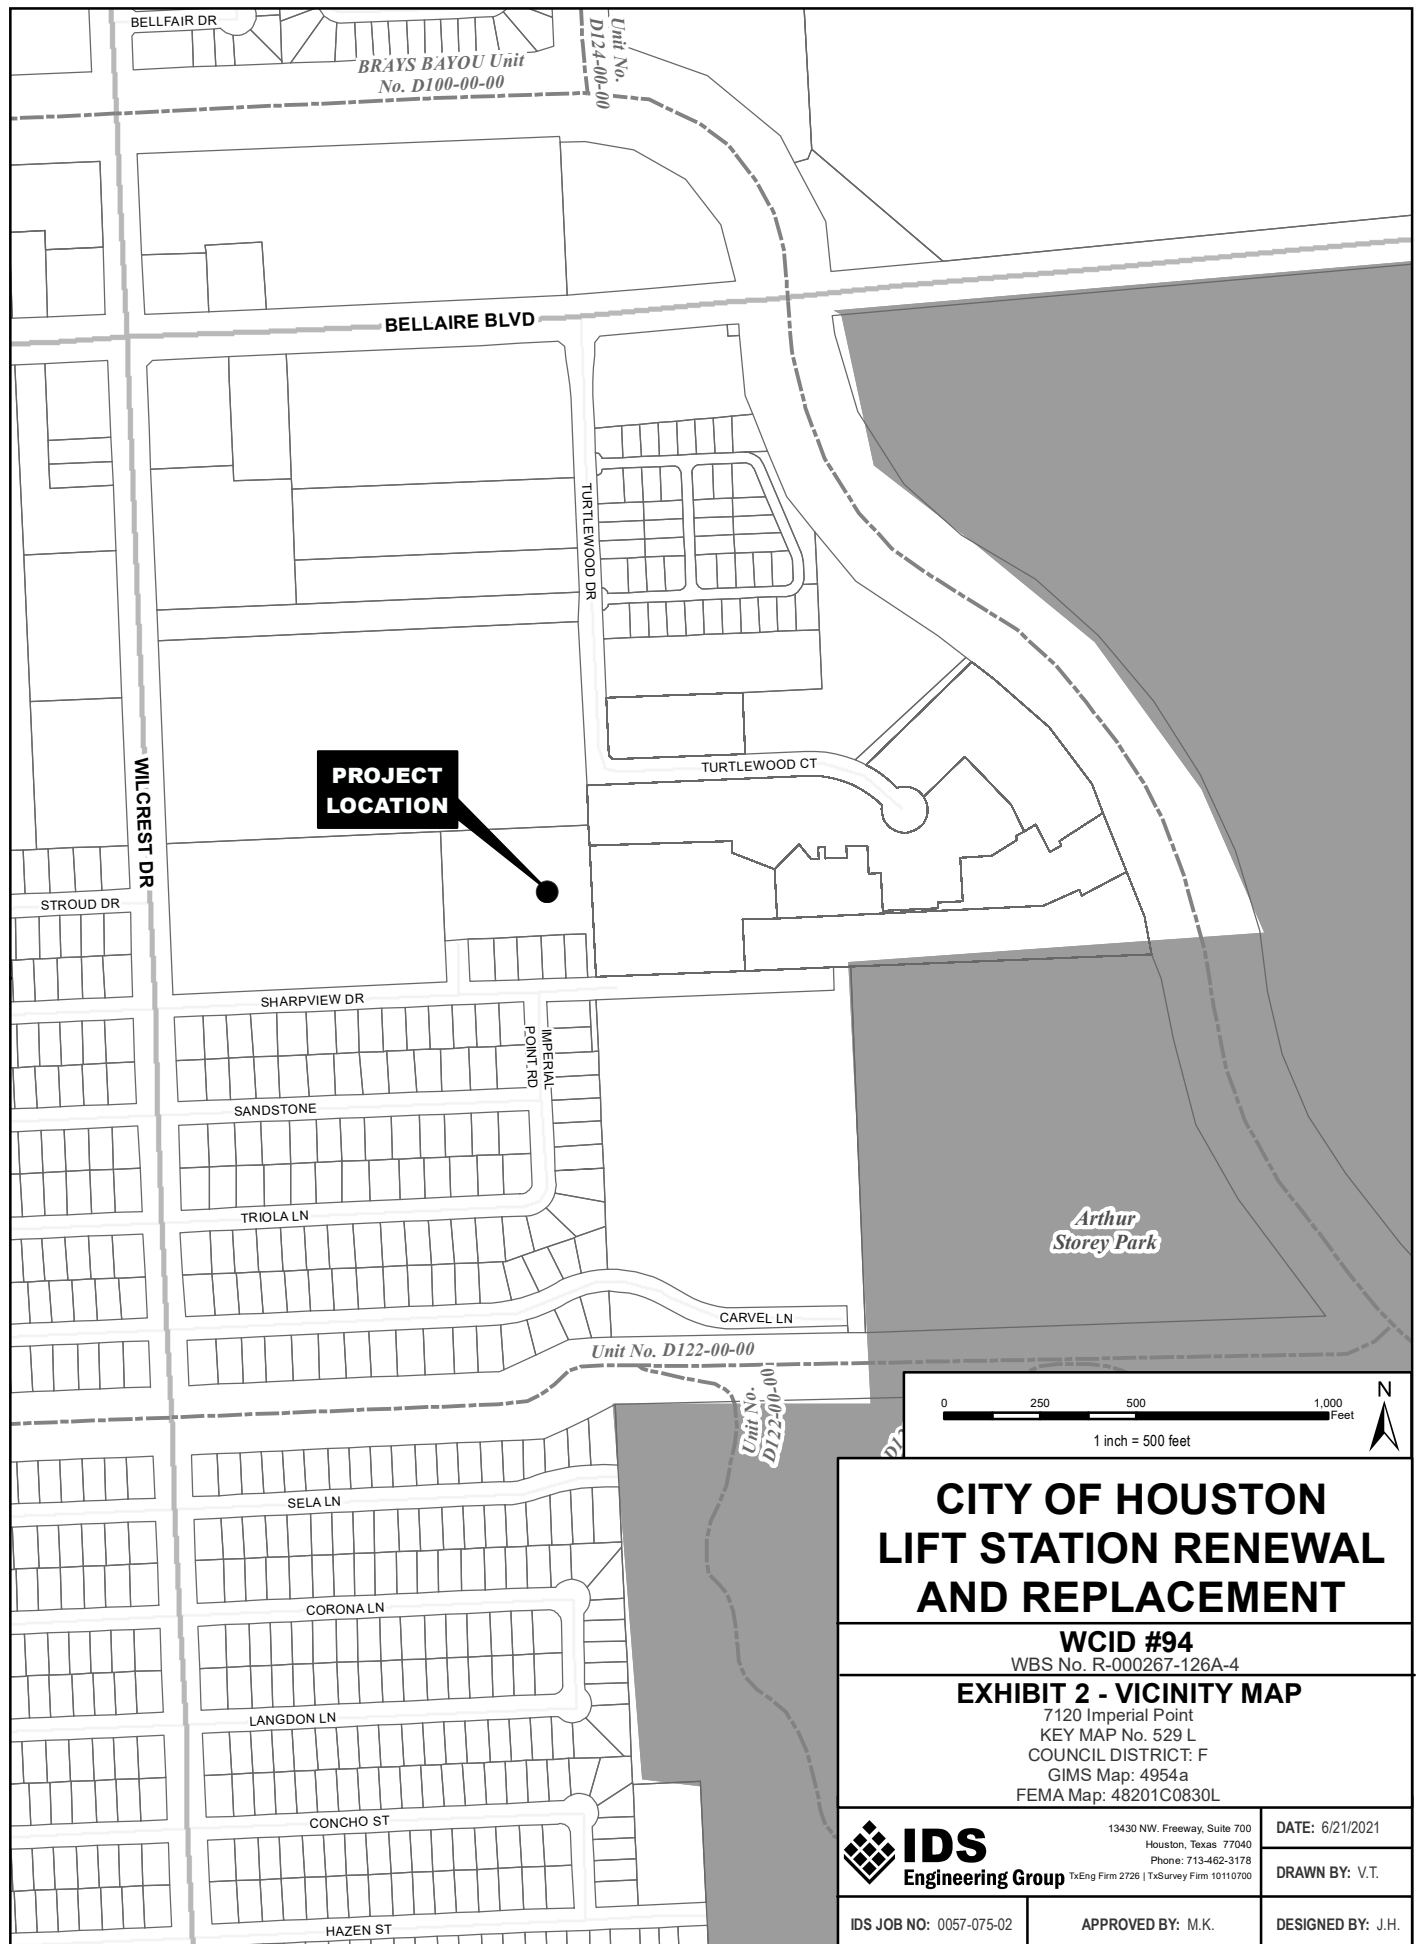 BELLFAIR DR
BRAYS BAYOU Unit
No. D100-00-00
Unit No.
D124-00-00
BELLAIRE BLVD
TURTLEWOOD DR
WILCREST DR
PROJECT
LOCATION
TURTLEWOOD CT
STROUD DR
SHARPVIEW DR
IMPERIAL
POINT RD
SANDSTONE
TRIOLA LN
Arthur
Storey Park
CARVEL LN
Unit No. D122-00-00
Unit No.
D122-00-00
SELA LN
CORONA LN
LANGDON LN
CONCHO ST
HAZEN ST
0 250 500 1,000
Feet
1 inch = 500 feet
N
CITY OF HOUSTON
LIFT STATION RENEWAL
AND REPLACEMENT
WCID #94
WBS No. R-000267-126A-4
EXHIBIT 2 - VICINITY MAP
7120 Imperial Point
KEY MAP No. 529 L
COUNCIL DISTRICT: F
GIMS Map: 4954a
FEMA Map: 48201C0830L
IDS
Engineering Group
13430 NW. Freeway, Suite 700
Houston, Texas 77040
Phone: 713-462-3178
TxEng Firm 2726 | TxSurvey Firm 10110700
DATE: 6/21/2021
DRAWN BY: V.T.
IDS JOB NO: 0057-075-02
APPROVED BY: M.K.
DESIGNED BY: J.H.